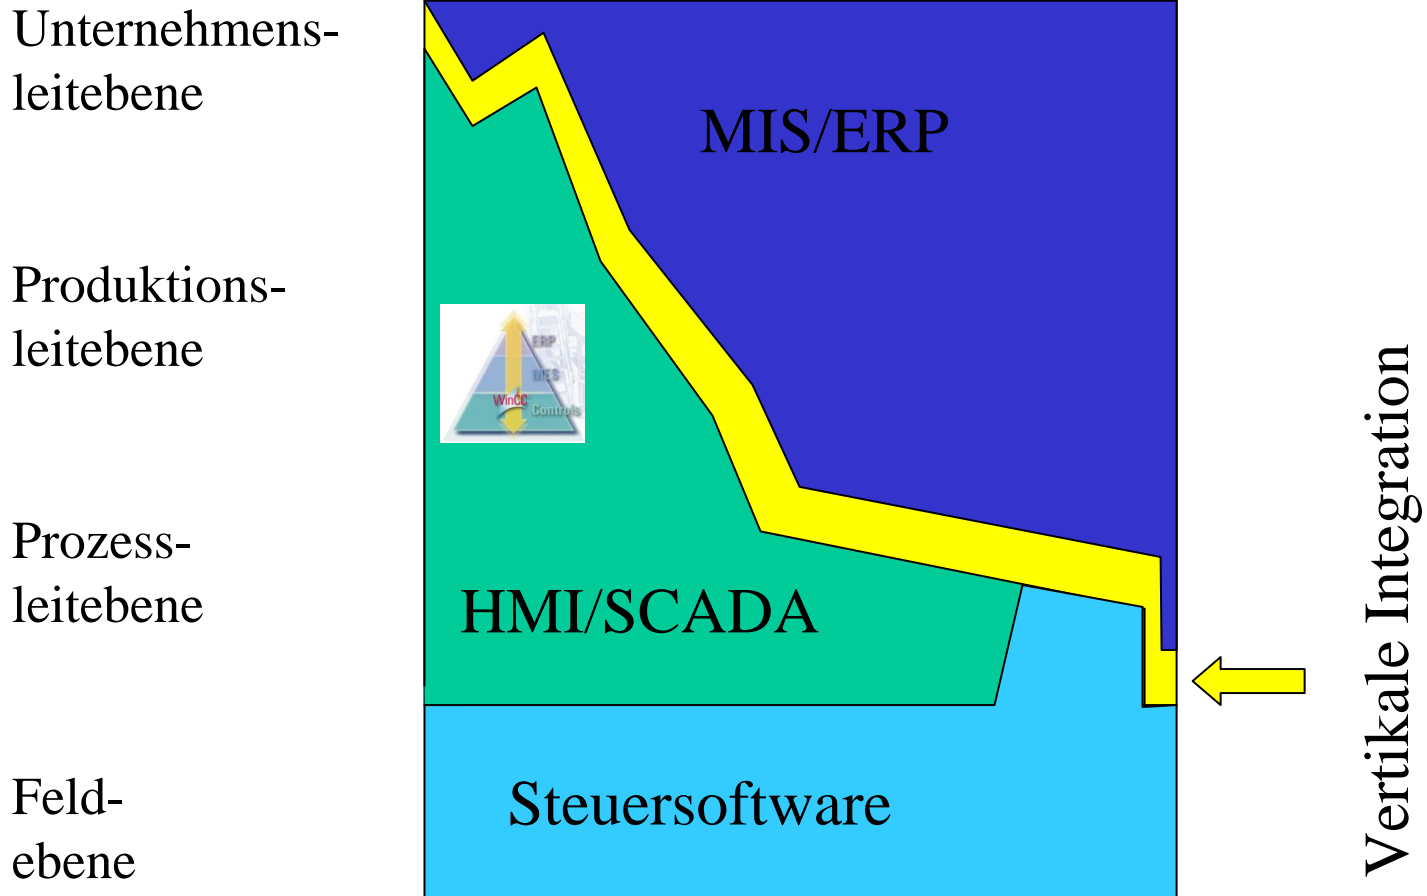 Unternehmens-
leitebene
MIS/ERP
Produktions-
leitebene
ERP
MES
WinCC
Controls
Prozess-
leitebene
HMI/SCADA
Vertikale Integration
Feld-
ebene
Steuersoftware